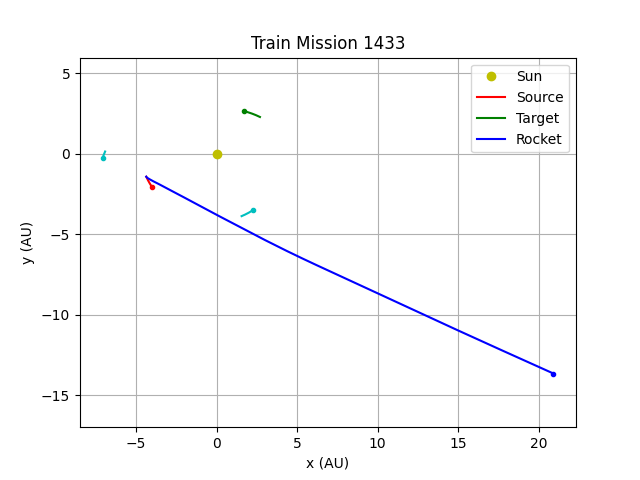 Train Mission 1433
Sun
Source
Target
Rocket
5
0
−5
−10
−15
y (AU)
−5
0
5
10
15
20
x (AU)